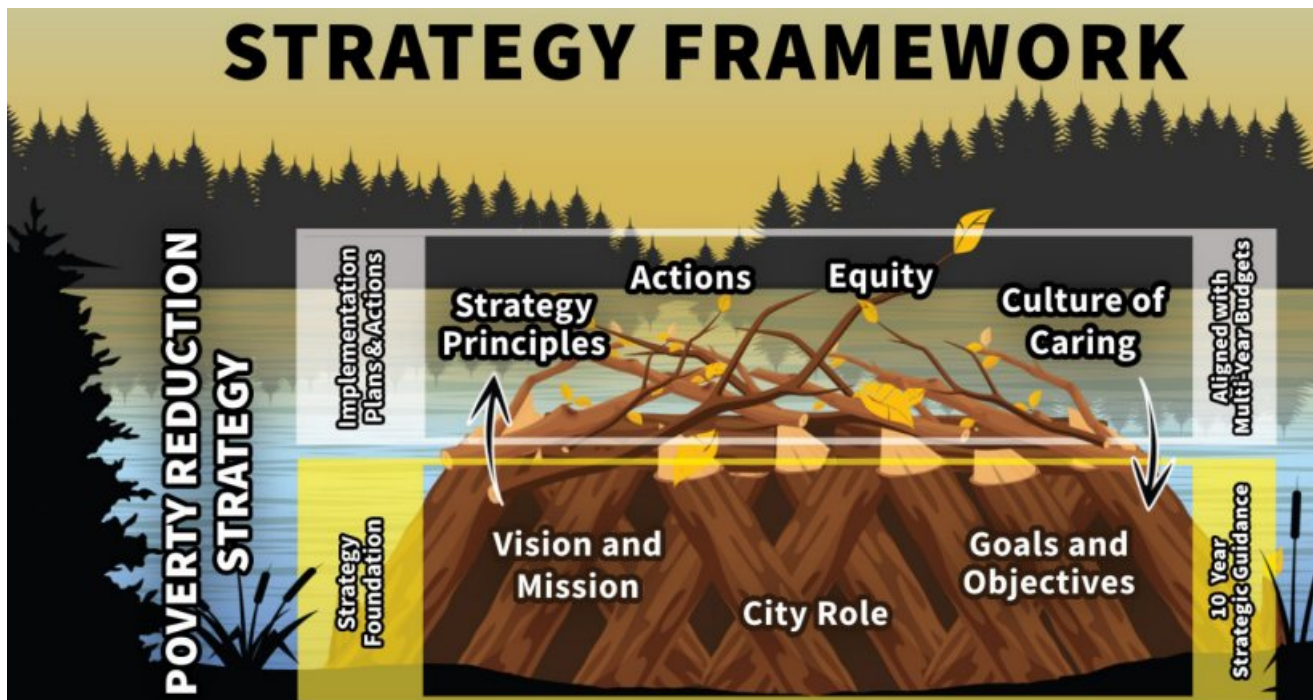 STRATEGY FRAMEWORK
POVERTY REDUCTION
STRATEGY
Implementation
Plans & Actions
Strategy
Principles
Actions
Equity
Culture of
Caring
Aligned with
Multi-Year Budgets
Strategy
Foundation
Vision and
Mission
City Role
Goals and
Objectives
10 Year
Strategic Guidance